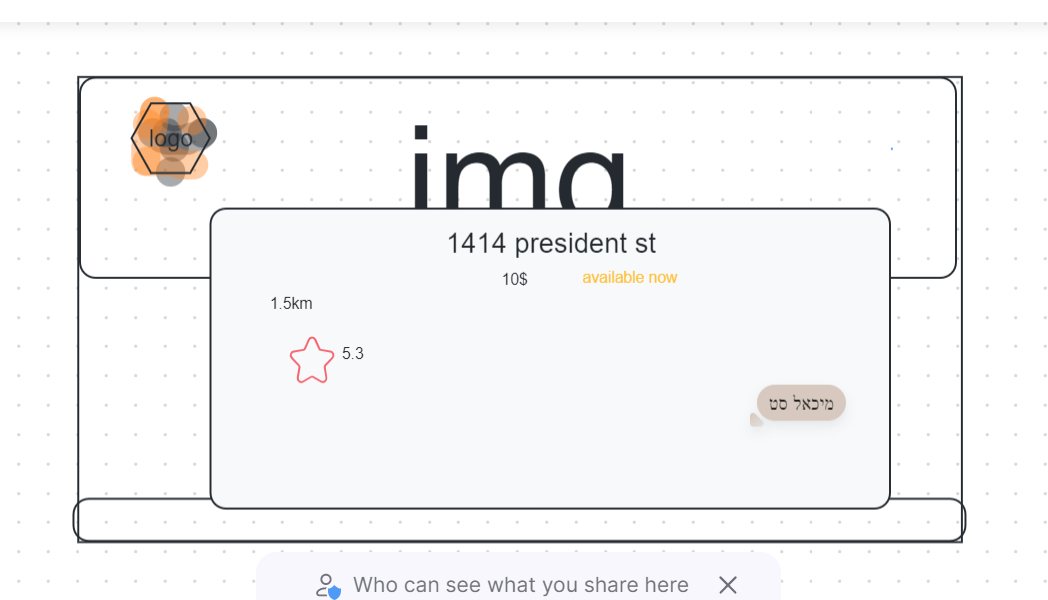 logo
img
1414 president st
10$ available now
1.5km
5.3
מיכאל סט
Who can see what you share here